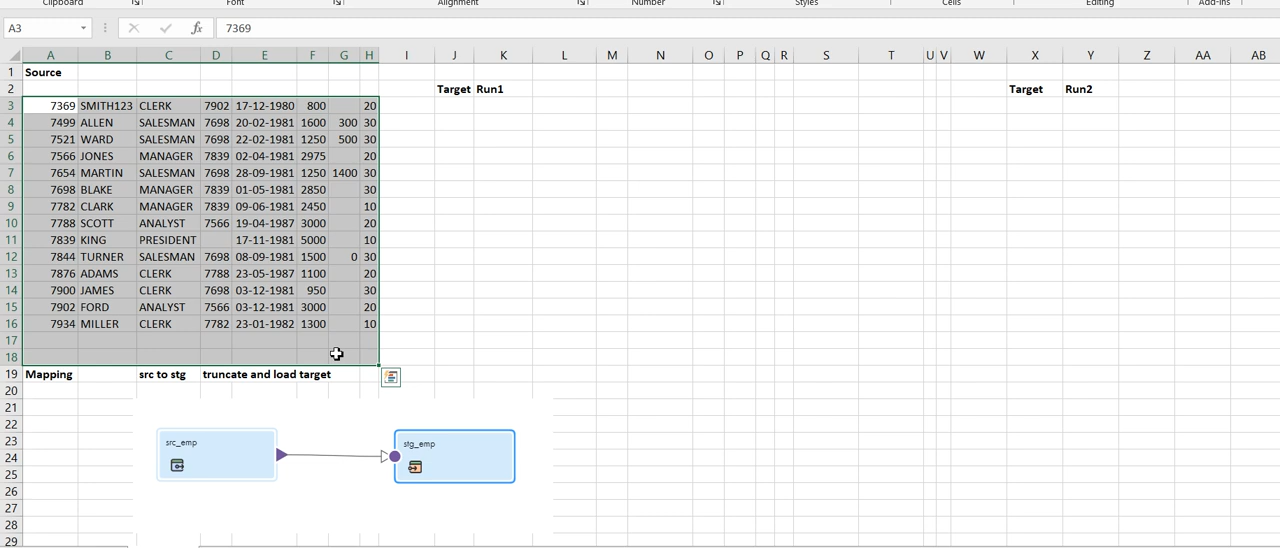 Clipboard Font Alignment Number Styles Cells Editing Add-ins
A3 fx 7369
A B C D E F G H I J K L M N O P Q R S T U V W X Y Z AA AB
1 Source
2 Target Run1 Target Run2
3 7369 SMITH123 CLERK 7902 17-12-1980 800 20
4 7499 ALLEN SALESMAN 7698 20-02-1981 1600 300 30
5 7521 WARD SALESMAN 7698 22-02-1981 1250 500 30
6 7566 JONES MANAGER 7839 02-04-1981 2975 20
7 7654 MARTIN SALESMAN 7698 28-09-1981 1250 1400 30
8 7698 BLAKE MANAGER 7839 01-05-1981 2850 30
9 7782 CLARK MANAGER 7839 09-06-1981 2450 10
10 7788 SCOTT ANALYST 7566 19-04-1987 3000 20
11 7839 KING PRESIDENT 17-11-1981 5000 10
12 7844 TURNER SALESMAN 7698 08-09-1981 1500 0 30
13 7876 ADAMS CLERK 7788 23-05-1987 1100 20
14 7900 JAMES CLERK 7698 03-12-1981 950 30
15 7902 FORD ANALYST 7566 03-12-1981 3000 20
16 7934 MILLER CLERK 7782 23-01-1982 1300 10
17
18
19 Mapping src to stg truncate and load target
20
21
22
23 src_emp stg_emp
24
25
26
27
28
29